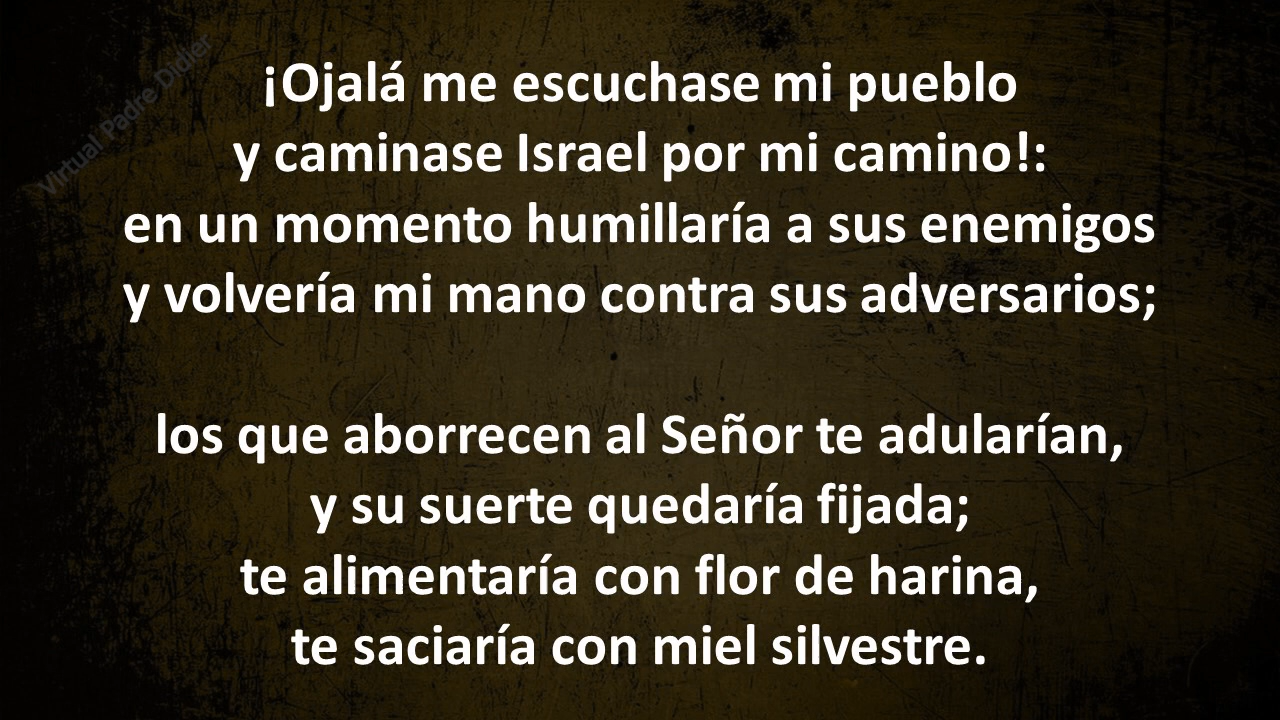 Virtual Padre Didier
¡Ojalá me escuchase mi pueblo
y caminase Israel por mi camino!:
en un momento humillaría a sus enemigos
y volvería mi mano contra sus adversarios;
los que aborrecen al Señor te adularían,
y su suerte quedaría fijada;
te alimentaría con flor de harina,
te saciaría con miel silvestre.